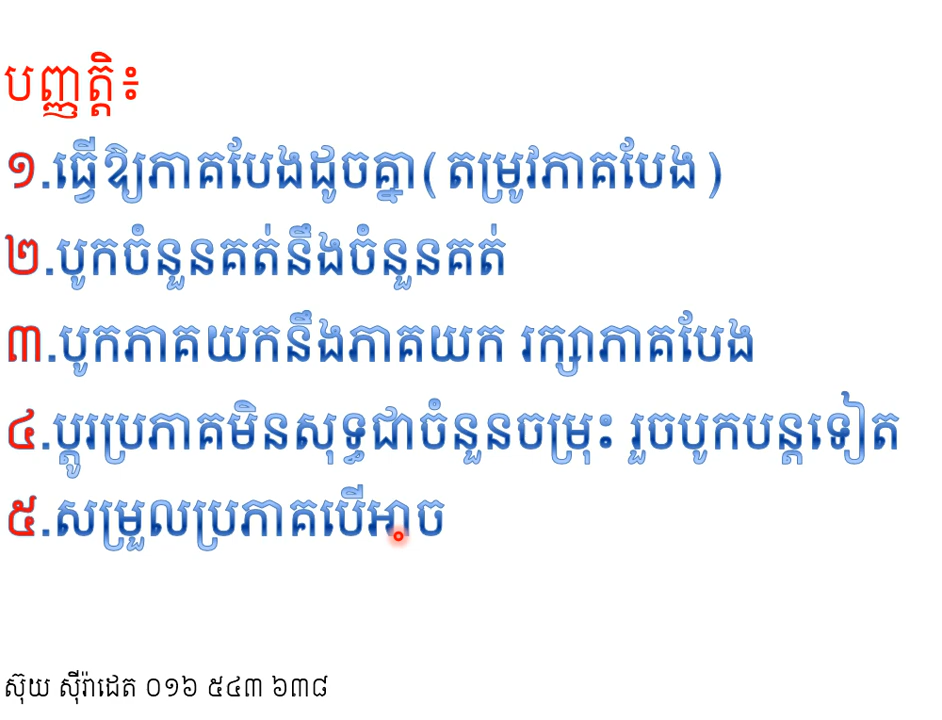 បញ្ញត្តិ៖
១.ធ្វើឱ្យភាគបែងដូចគ្នា(តម្រូវភាគបែង)
២.បូកចំនួនគត់នឹងចំនួនគត់
៣.បូកភាគយកនឹងភាគយក រក្សាភាគបែង
៤.ប្តូរប្រភាគមិនសុទ្ធជាចំនួនចម្រុះ រួចបូកបន្តទៀត
៥.សម្រួលប្រភាគបើអាច
ស៊ុយ ស៊ីរ៉ាដេត ០១៦ ៥៤៣ ៦៣៨